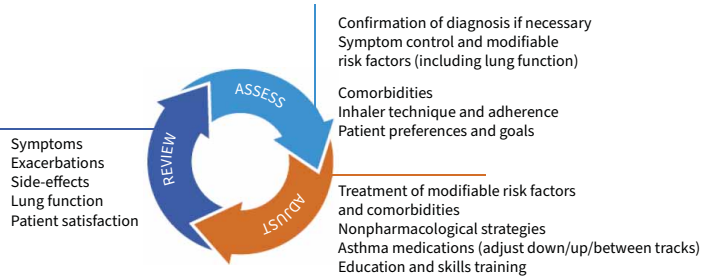 Confirmation of diagnosis if necessary
Symptom control and modifiable
risk factors (including lung function)
Comorbidities
Inhaler technique and adherence
Patient preferences and goals
ASSESS
REVIEW
Symptoms
Exacerbations
Side-effects
Lung function
Patient satisfaction
ADJUST
Treatment of modifiable risk factors
and comorbidities
Nonpharmacological strategies
Asthma medications (adjust down/up/between tracks)
Education and skills training